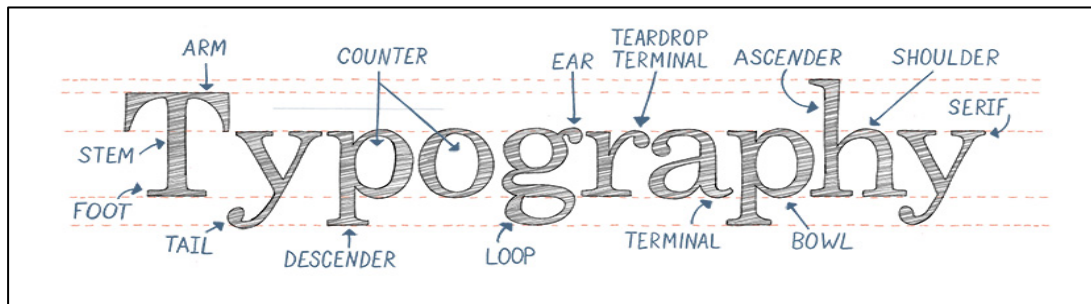 ARM
COUNTER
EAR
TEARDROP
TERMINAL
ASCENDER
SHOULDER
SERIF
Typography
STEM
FOOT
TAIL
DESCENDER
LOOP
TERMINAL
BOWL